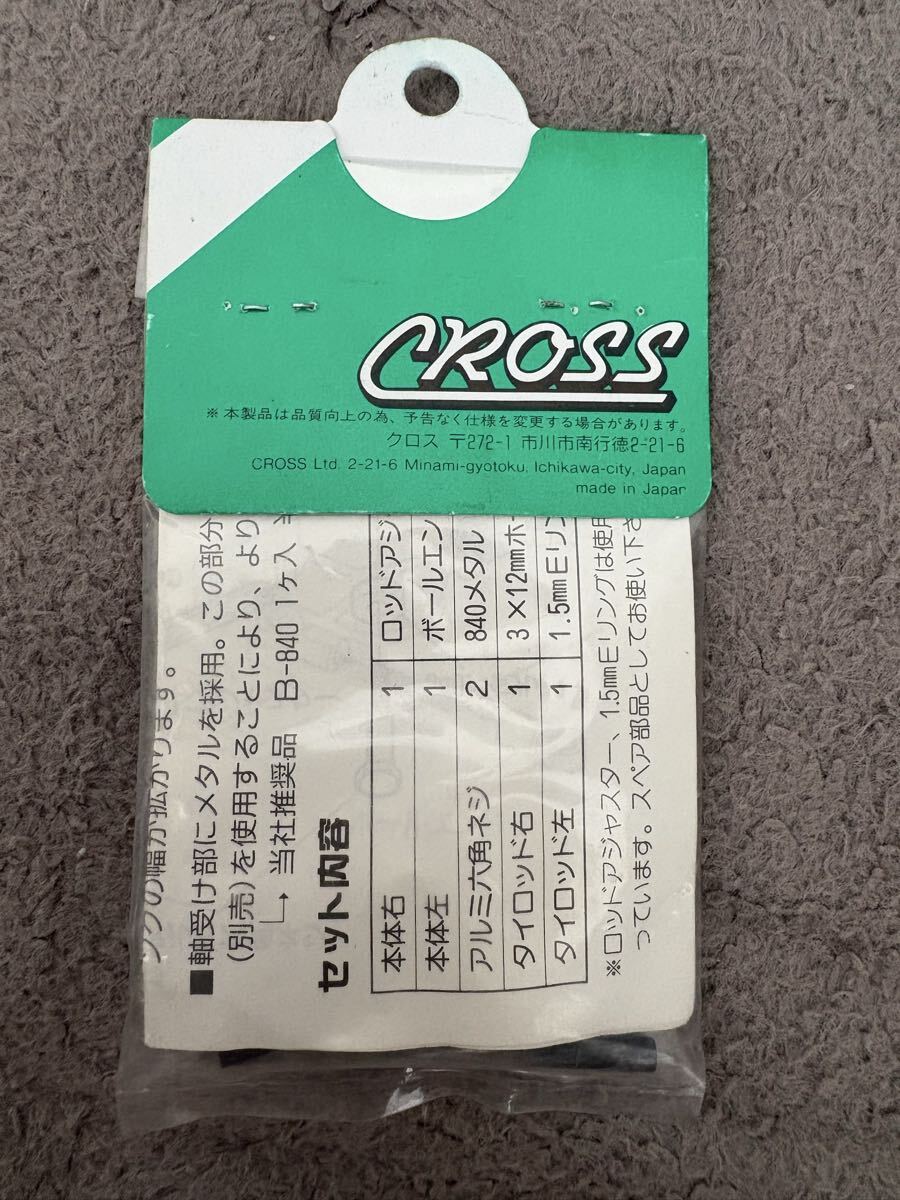 CROSS
※本製品は品質向上の為、予告なく仕様を変更する場合があります。
クロス 〒272-1 市川市南行徳2-21-6
CROSS Ltd. 2-21-6 Minami-gyotoku, Ichikawa-city, Japan
made in Japan
ングの幅が拡がります。
■軸受け部にメタルを採用。この部分
(別売)を使用することにより、より
当社推奨品 B-840 1ヶ入
セット内容
本体右 1 ロッドアジ
本体左 1 ボールエン
アルミ六角ネジ 2 840メタル
タイロッド右 1 3×12mmホー
タイロッド左 1 1.5mmEリン
※ロッドアジャスター、1.5mmEリングは使用
っています。スペア部品としてお使い下さ